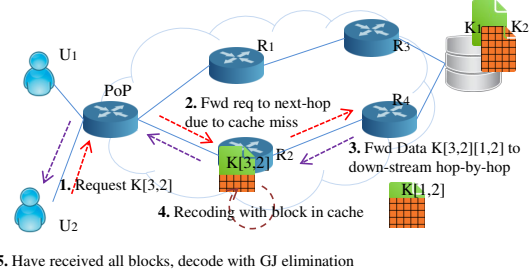 K1 K2
U1
R1
R3
PoP
2. Fwd req to next-hop
due to cache miss
R4
R2
3. Fwd Data K[3,2][1,2] to
down-stream hop-by-hop
K[3,2]
1. Request K[3,2]
K[1,2]
4. Recoding with block in cache
U2
5. Have received all blocks, decode with GJ elimination